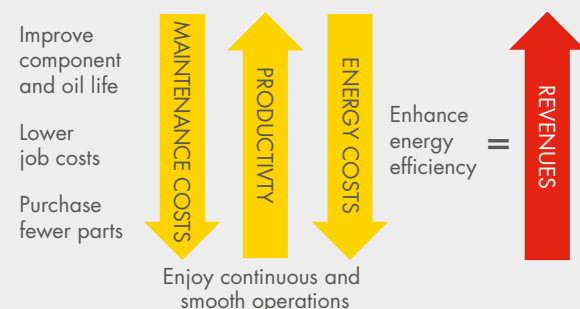 Improve
component
and oil life
Lower
job costs
Purchase
fewer parts
MAINTENANCE COSTS
PRODUCTIVTY
ENERGY COSTS
Enjoy continuous and
smooth operations
Enhance
energy
efficiency
=
REVENUES